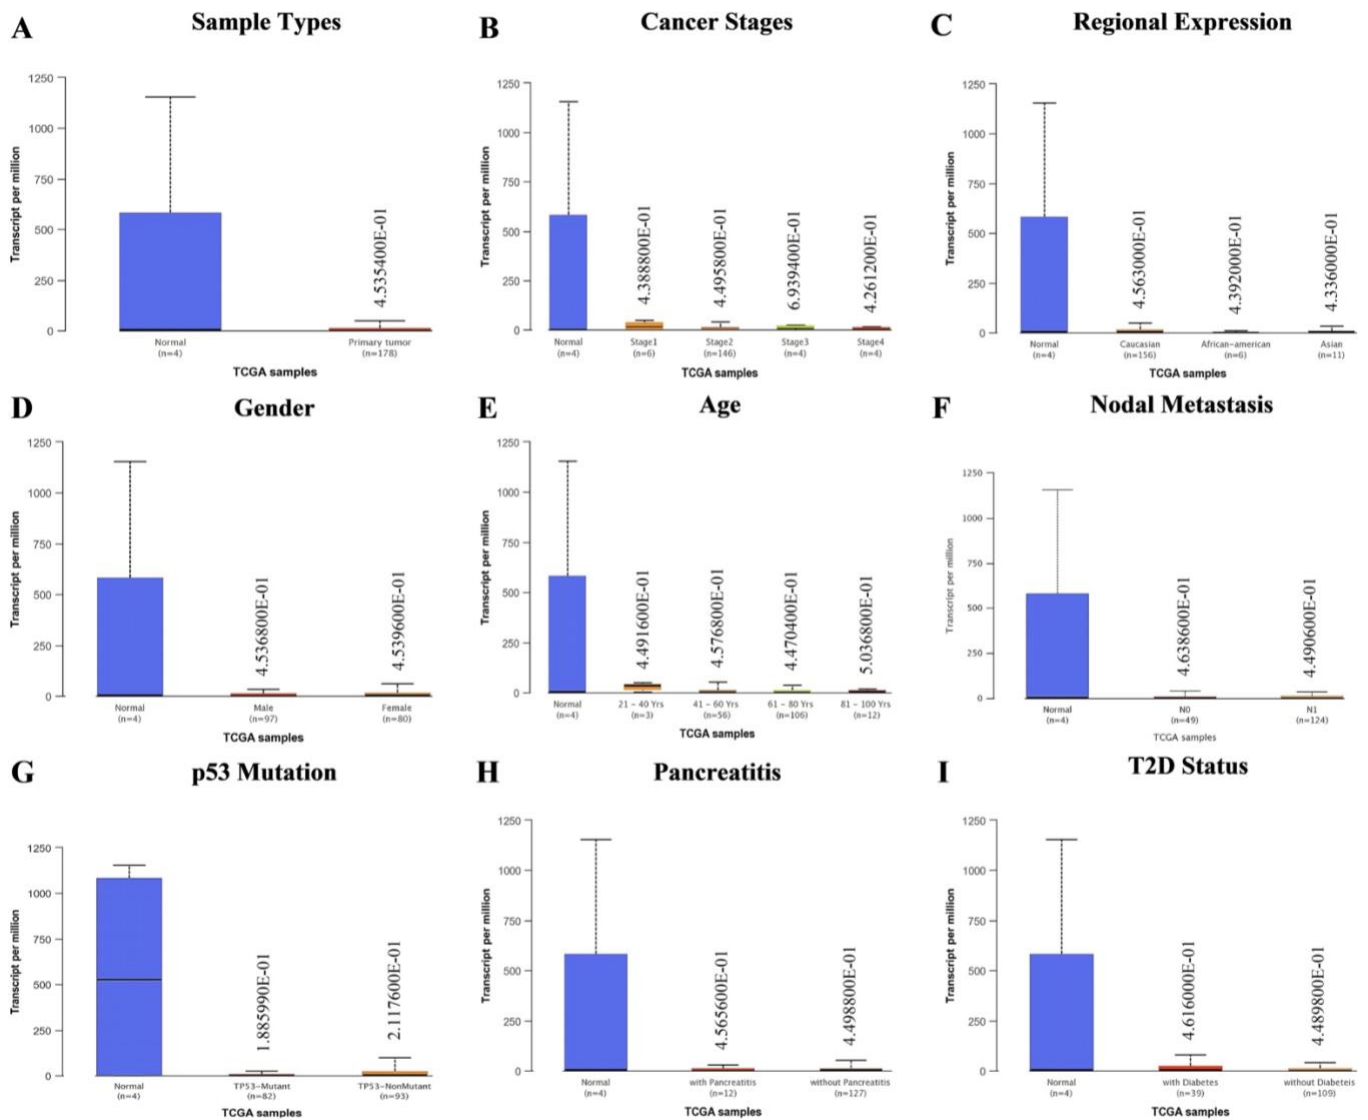 A
Sample Types
Transcript per million
1250
1000
750
500
250
0
4.535400E-01
Normal
(n=4)
Primary tumor
(n=178)
TCGA samples
B
Cancer Stages
Transcript per million
1250
1000
750
500
250
0
4.388800E-01
4.495800E-01
6.939400E-01
4.261200E-01
Normal
(n=4)
Stage1
(n=6)
Stage2
(n=146)
Stage3
(n=4)
Stage4
(n=4)
TCGA samples
C
Regional Expression
Transcript per million
1250
1000
750
500
250
0
4.563000E-01
4.392000E-01
4.336000E-01
Normal
(n=4)
Caucasian
(n=156)
African-american
(n=6)
Asian
(n=11)
TCGA samples
D
Gender
Transcript per million
1250
1000
750
500
250
0
4.536800E-01
4.539600E-01
Normal
(n=4)
Male
(n=97)
Female
(n=80)
TCGA samples
E
Age
Transcript per million
1250
1000
750
500
250
0
4.491600E-01
4.576800E-01
4.470400E-01
5.036800E-01
Normal
(n=4)
21 - 40 Yrs
(n=3)
41 - 60 Yrs
(n=56)
61 - 80 Yrs
(n=106)
81 - 100 Yrs
(n=12)
TCGA samples
F
Nodal Metastasis
Transcript per million
1250
1000
750
500
250
0
4.638600E-01
4.490600E-01
Normal
(n=4)
N0
(n=49)
N1
(n=124)
TCGA samples
G
p53 Mutation
Transcript per million
1250
1000
750
500
250
0
1.885990E-01
2.117600E-01
Normal
(n=4)
TP53-Mutant
(n=82)
TP53-NonMutant
(n=93)
TCGA samples
H
Pancreatitis
Transcript per million
1250
1000
750
500
250
0
4.565600E-01
4.498800E-01
Normal
(n=4)
with Pancreatitis
(n=12)
without Pancreatitis
(n=127)
TCGA samples
I
T2D Status
Transcript per million
1250
1000
750
500
250
0
4.616000E-01
4.489800E-01
Normal
(n=4)
with Diabetes
(n=39)
without Diabeteis
(n=109)
TCGA samples